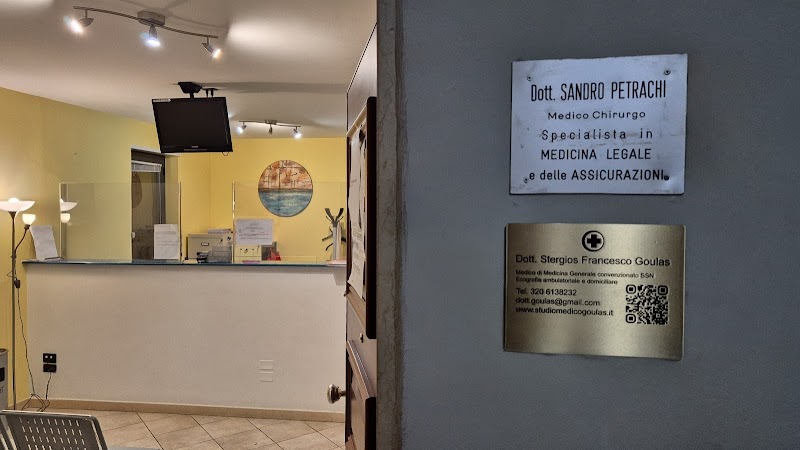 Dott. SANDRO PETRACHI
Medico Chirurgo
Specialista in
MEDICINA LEGALE
e delle ASSICURAZIONI
Dott. Stergios Francesco Goulas
Medico di Medicina Generale convenzionato SSN
Ecografia ambulatoriale e domiciliare
Tel. 320 6138232
dott.goulas@gmail.com
www.studiomedicogoulas.it